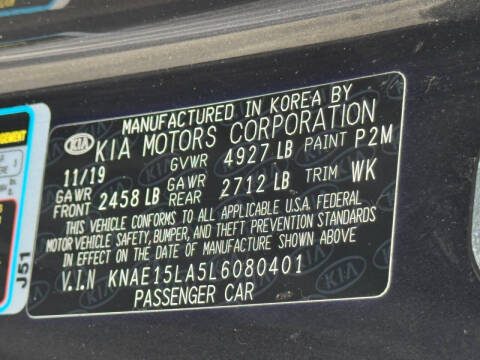 MANUFACTURED IN KOREA BY
KIA KIA MOTORS CORPORATION
11/19 GVWR 4927 LB PAINT P2M
GAWR FRONT 2458 LB GAWR REAR 2712 LB TRIM WK
THIS VEHICLE CONFORMS TO ALL APPLICABLE U.S.A. FEDERAL
MOTOR VEHICLE SAFETY, BUMPER, AND THEFT PREVENTION STANDARDS
IN EFFECT ON THE DATE OF MANUFACTURE SHOWN ABOVE
V.I.N KNAE15LA5L6080401
PASSENGER CAR
J51